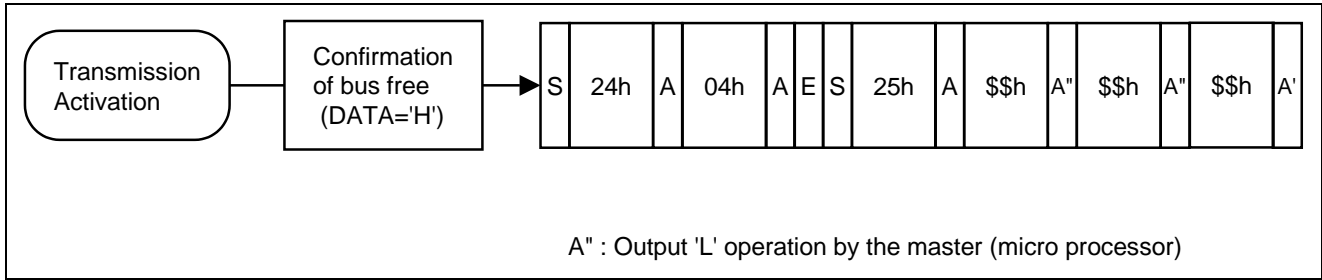 Transmission
Activation
Confirmation
of bus free
(DATA='H')
S 24h A 04h A E S 25h A $$h A" $$h A" $$h A'
A" : Output 'L' operation by the master (micro processor)